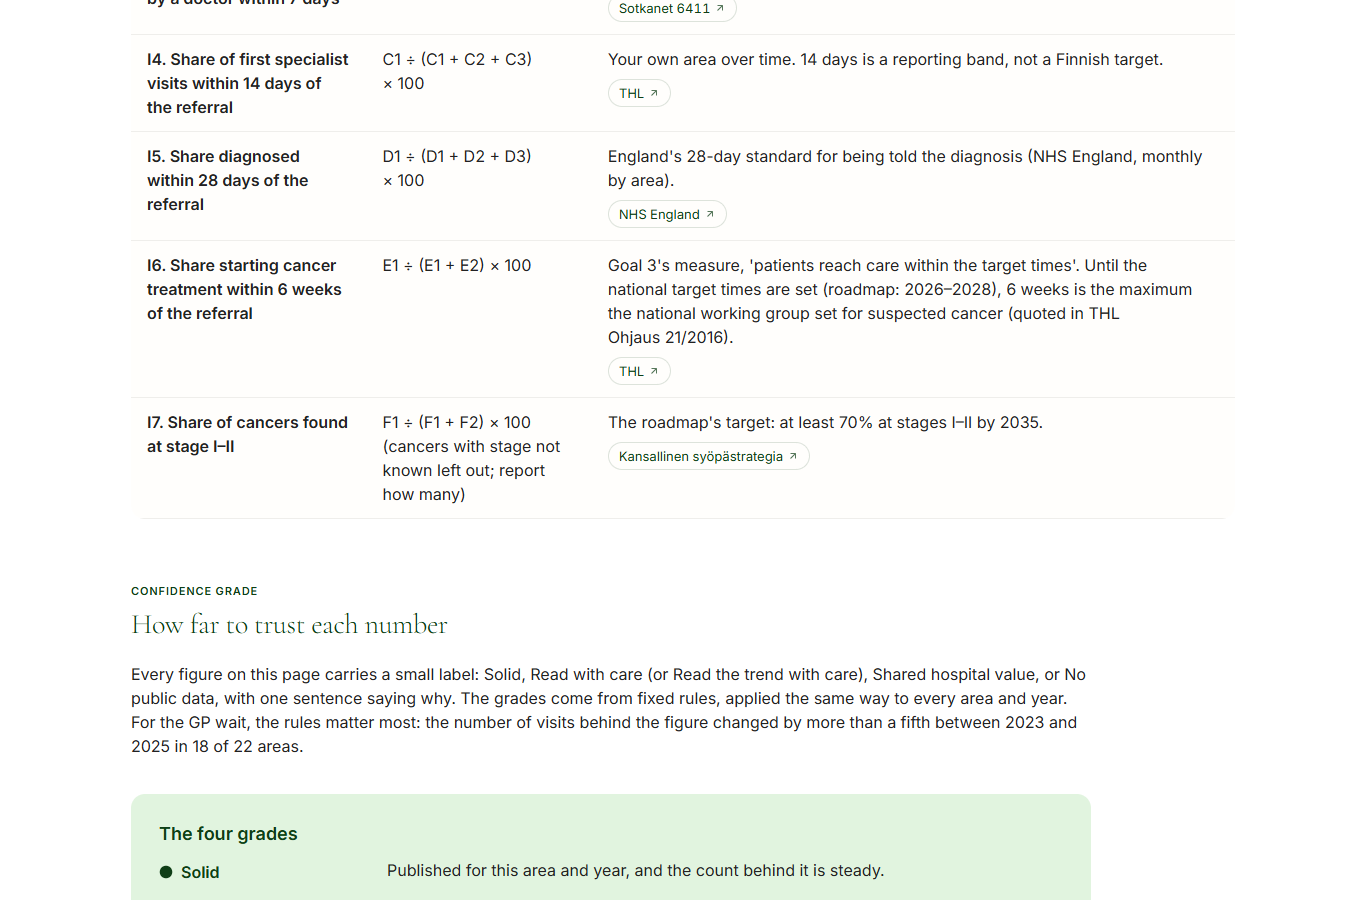 by a doctor within 7 days
Sotkanet 6411 ↗
I4. Share of first specialist
visits within 14 days of
the referral
C1 ÷ (C1 + C2 + C3)
× 100
Your own area over time. 14 days is a reporting band, not a Finnish target.
THL ↗
I5. Share diagnosed
within 28 days of the
referral
D1 ÷ (D1 + D2 + D3)
× 100
England's 28-day standard for being told the diagnosis (NHS England, monthly
by area).
NHS England ↗
I6. Share starting cancer
treatment within 6 weeks
of the referral
E1 ÷ (E1 + E2) × 100
Goal 3's measure, 'patients reach care within the target times'. Until the
national target times are set (roadmap: 2026–2028), 6 weeks is the maximum
the national working group set for suspected cancer (quoted in THL
Ohjaus 21/2016).
THL ↗
I7. Share of cancers found
at stage I–II
F1 ÷ (F1 + F2) × 100
(cancers with stage not
known left out; report
how many)
The roadmap's target: at least 70% at stages I–II by 2035.
Kansallinen syöpästrategia ↗
CONFIDENCE GRADE
How far to trust each number
Every figure on this page carries a small label: Solid, Read with care (or Read the trend with care), Shared hospital value, or No
public data, with one sentence saying why. The grades come from fixed rules, applied the same way to every area and year.
For the GP wait, the rules matter most: the number of visits behind the figure changed by more than a fifth between 2023 and
2025 in 18 of 22 areas.
The four grades
Solid
Published for this area and year, and the count behind it is steady.